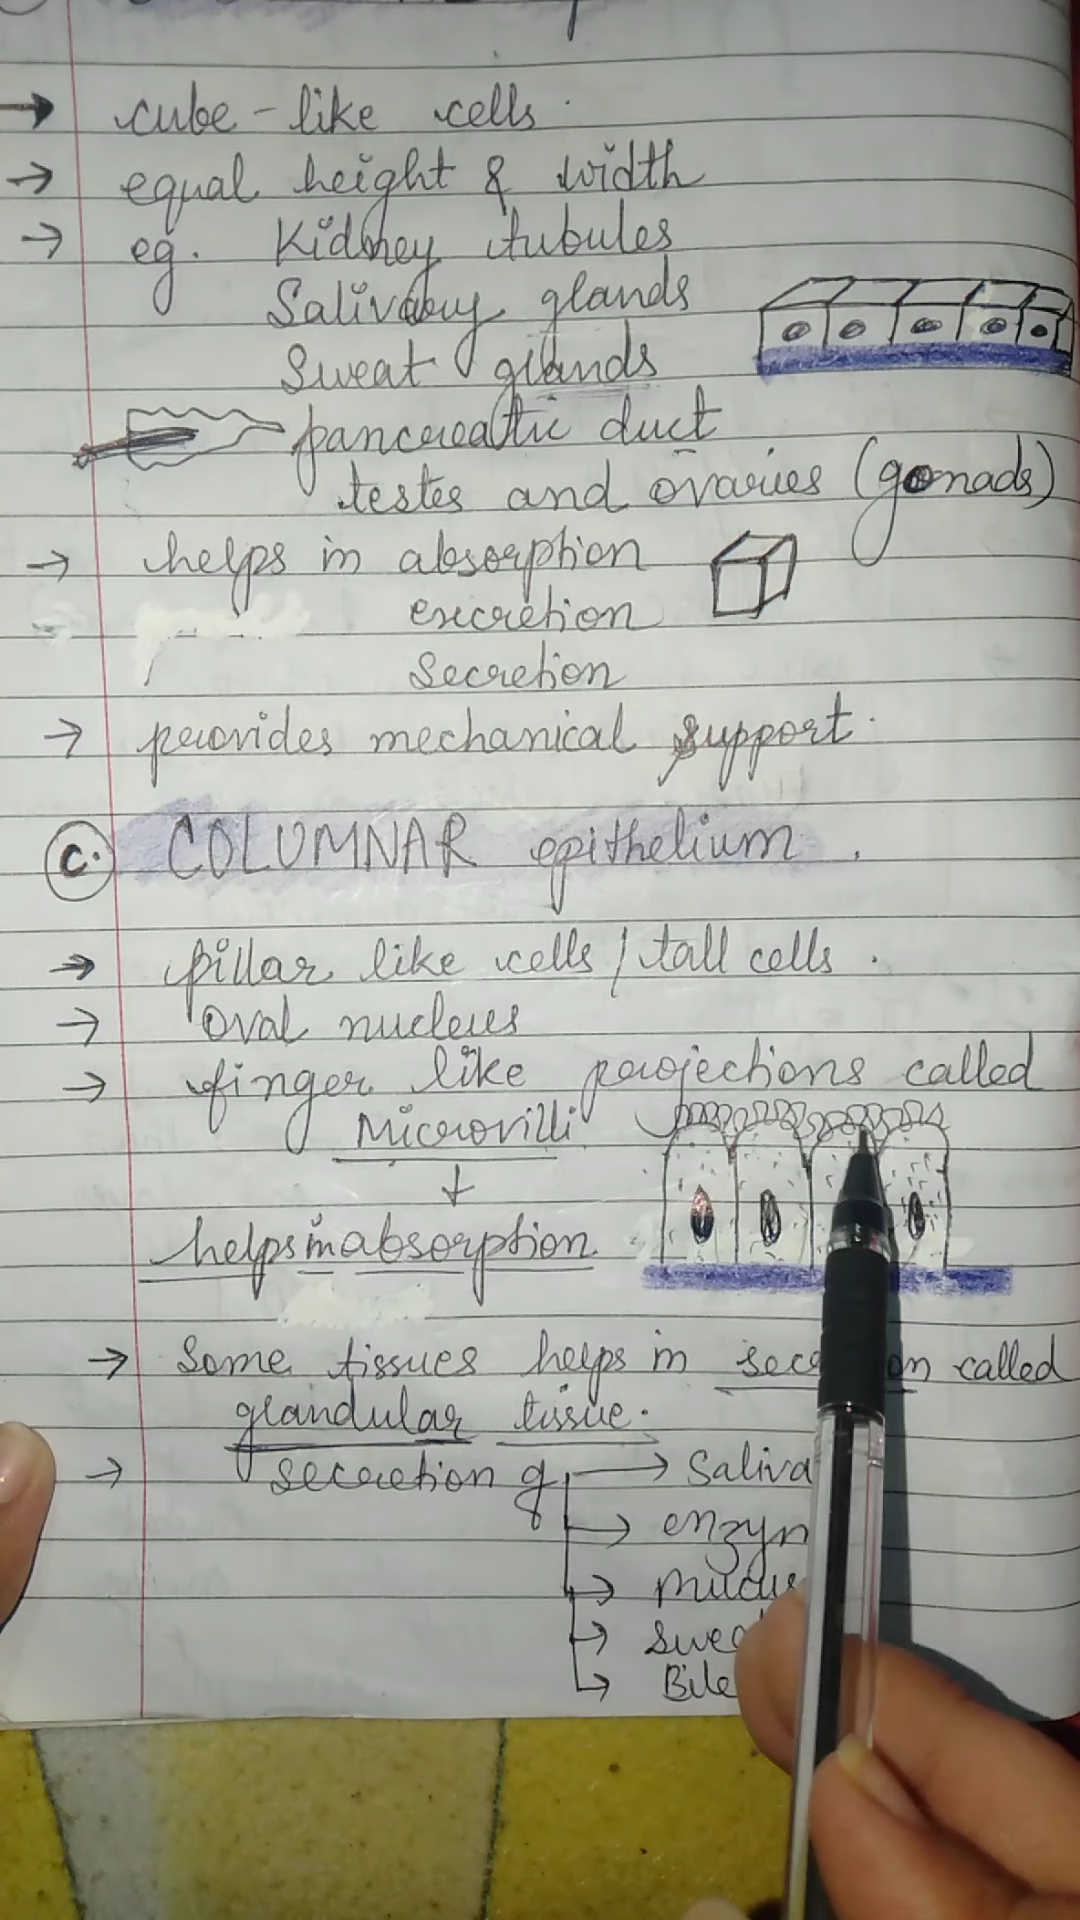 → cube-like cells.
→ equal height & width
→ eg. Kidney tubules
Salivary glands
Sweat glands
pancreatic duct
testes and ovaries (gonads)
→ helps in absorption
excretion
secretion
→ provides mechanical support.
C. COLUMNAR epithelium.
→ pillar like cells / tall cells.
→ oval nucleus
→ finger like projections called
Microvilli
↓
helps in absorption
→ Some tissues helps in called
glandular tissue.
→ secretion of → Saliva
→
→
→
→ Bile